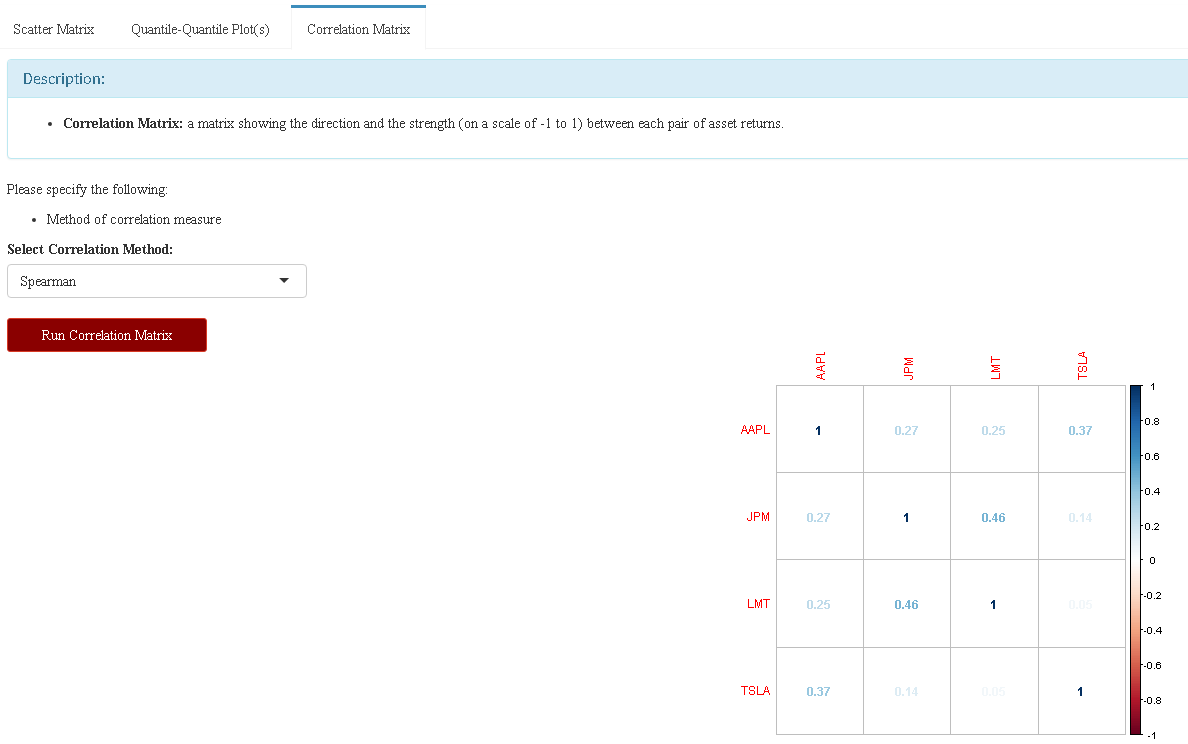 Scatter Matrix Quantile-Quantile Plot(s) Correlation Matrix
Description:
• Correlation Matrix: a matrix showing the direction and the strength (on a scale of -1 to 1) between each pair of asset returns.
Please specify the following:
• Method of correlation measure
Select Correlation Method:
Spearman
Run Correlation Matrix
AAPL JPM LMT TSLA
1
AAPL 1 0.27 0.25 0.37
0.8
0.6
0.4
JPM 0.27 1 0.46 0.14
0.2
0
-0.2
LMT 0.25 0.46 1 0.05
-0.4
-0.6
TSLA 0.37 0.14 0.05 1
-0.8
-1